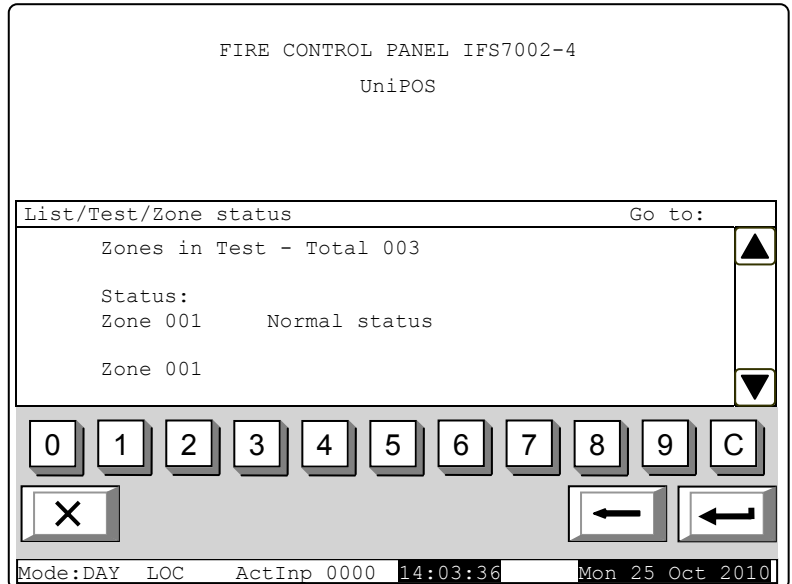 FIRE CONTROL PANEL IFS7002-4
UniPOS
List/Test/Zone status Go to:
Zones in Test - Total 003
Status:
Zone 001 Normal status
Zone 001
0 1 2 3 4 5 6 7 8 9 C
Mode:DAY LOC ActInp 0000 14:03:36 Mon 25 Oct 2010